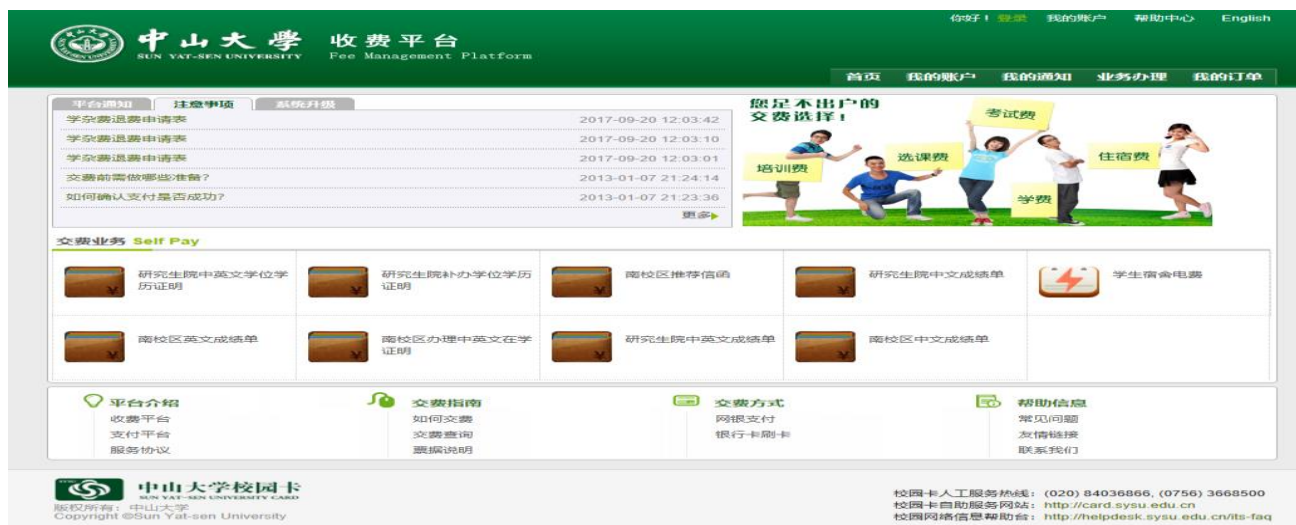 你好！ 登录 我的账户 帮助中心 English
中山大學 收费平台
SUN YAT-SEN UNIVERSITY Fee Management Platform
首页 我的账户 我的通知 业务办理 我的订单
平台通知 注意事项 系统升级
学杂费退费申请表 2017-09-20 12:03:42
学杂费退费申请表 2017-09-20 12:03:10
学杂费退费申请表 2017-09-20 12:03:01
交费前需做哪些准备? 2013-01-07 21:24:14
如何确认支付是否成功? 2013-01-07 21:23:36
更多
您足不出户的
交费选择!
考试费
培训费
选课费
住宿费
学费
交费业务 Self Pay
研究生院中英文学位学
历证明
研究生院补办学位学历
证明
南校区推荐信函
研究生院中文成绩单
学生宿舍电费
南校区英文成绩单
南校区办理中英文在学
证明
研究生院中英文成绩单
南校区中文成绩单
平台介绍
收费平台
支付平台
服务协议
交费指南
如何交费
交费查询
票据说明
交费方式
网银支付
银行卡刷卡
帮助信息
常见问题
友情链接
联系我们
中山大学校园卡
SUN YAT-SEN UNIVERSITY CARD
版权所有：中山大学
Copyright ©Sun Yat-sen University
校园卡人工服务热线：(020) 84036866, (0756) 3668500
校园卡自助服务网站：http://card.sysu.edu.cn
校园网络信息帮助台：http://helpdesk.sysu.edu.cn/its-faq